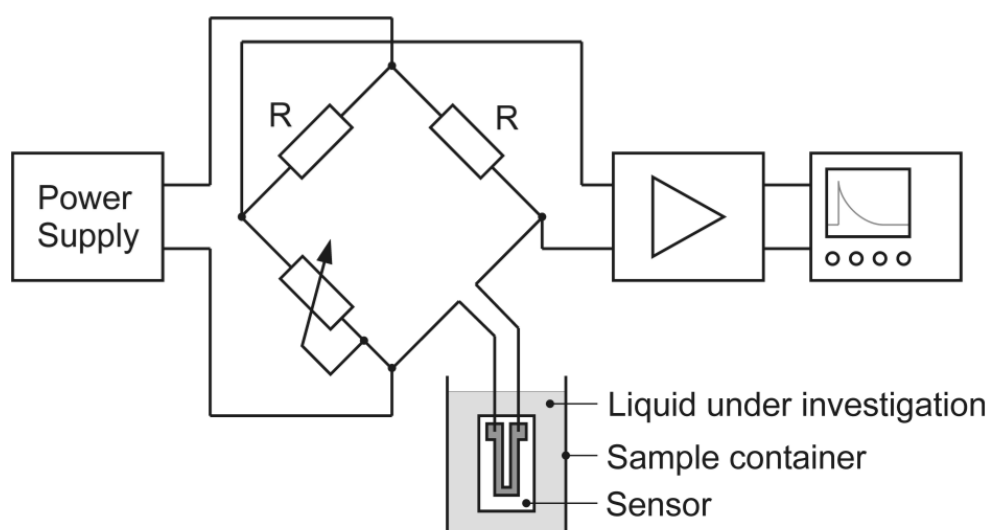 R
R
Power
Supply
Liquid under investigation
Sample container
Sensor